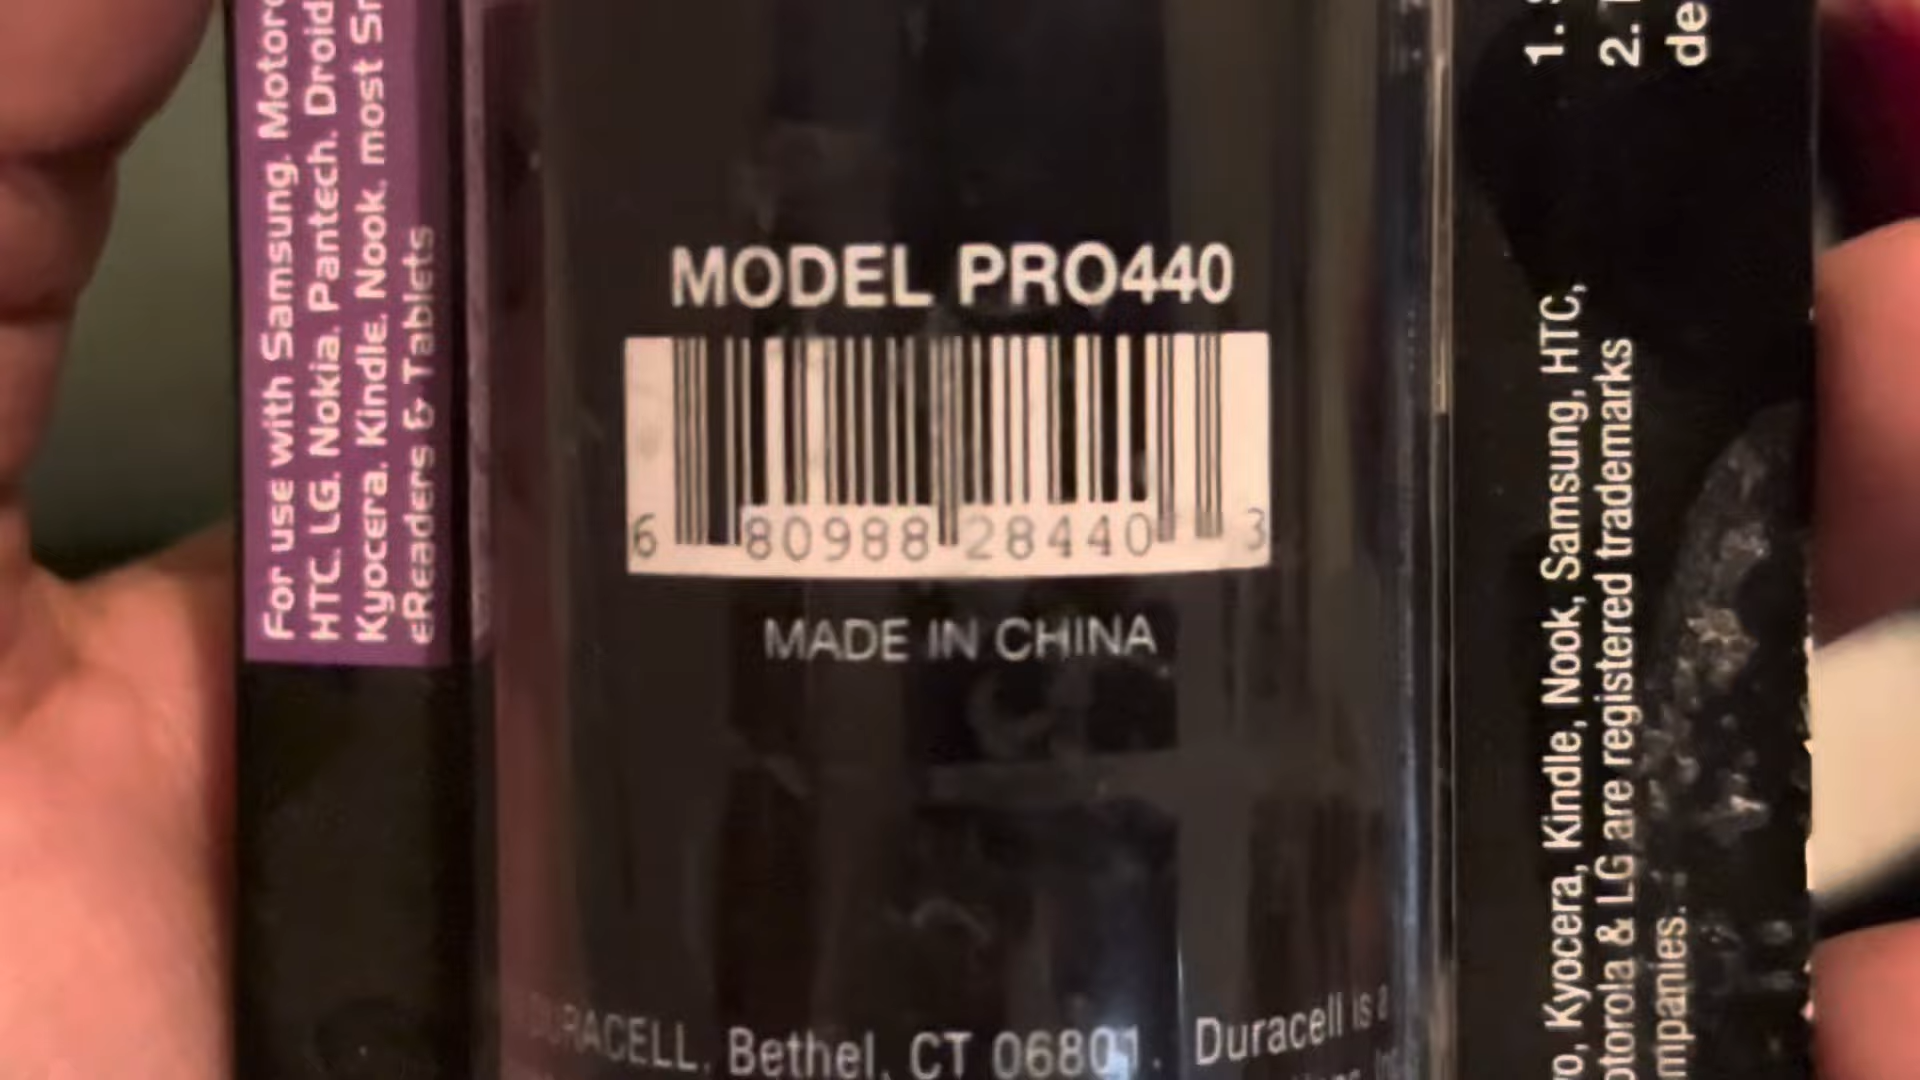 For use with Samsung, Motoro
HTC, LG, Nokia, Pantech, Droid
Kyocera, Kindle, Nook, most Sm
eReaders & Tablets
MODEL PRO440
6 80988 28440 3
MADE IN CHINA
DURACELL, Bethel, CT 06801. Duracell is a
1.
2.
de
vo, Kyocera, Kindle, Nook, Samsung, HTC,
otorola & LG are registered trademarks
mpanies.